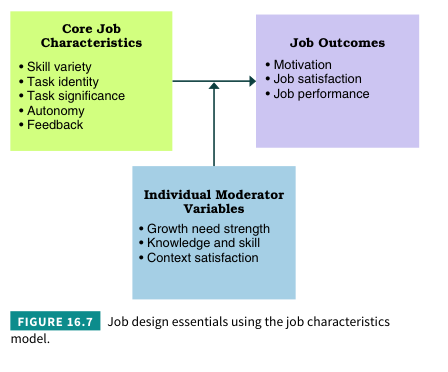 Core Job
Characteristics
• Skill variety
• Task identity
• Task significance
• Autonomy
• Feedback
Job Outcomes
• Motivation
• Job satisfaction
• Job performance
Individual Moderator
Variables
• Growth need strength
• Knowledge and skill
• Context satisfaction
FIGURE 16.7 Job design essentials using the job characteristics
model.